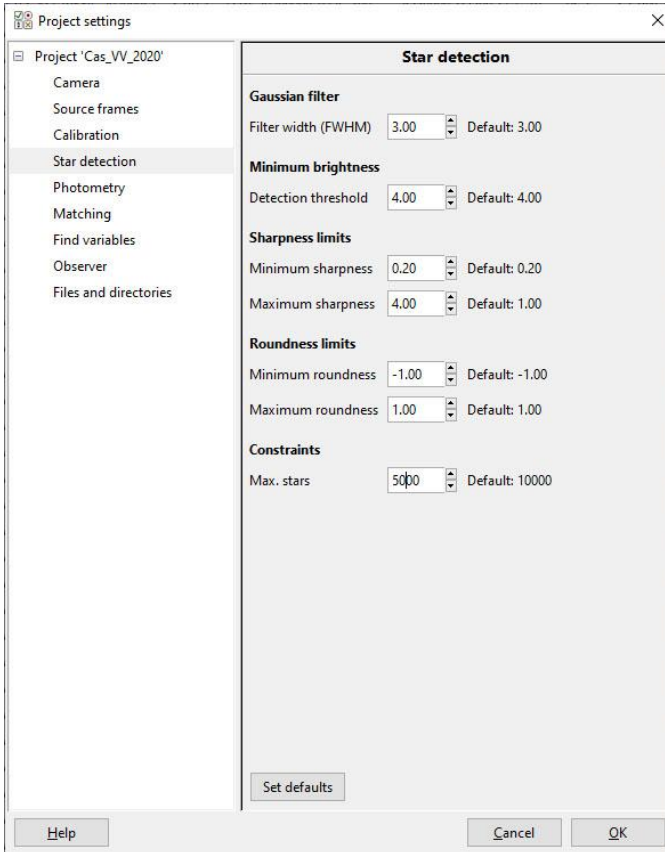 Project settings
Project 'Cas_VV_2020'
Camera
Source frames
Calibration
Star detection
Photometry
Matching
Find variables
Observer
Files and directories
Star detection
Gaussian filter
Filter width (FWHM) 3.00 Default: 3.00
Minimum brightness
Detection threshold 4.00 Default: 4.00
Sharpness limits
Minimum sharpness 0.20 Default: 0.20
Maximum sharpness 4.00 Default: 1.00
Roundness limits
Minimum roundness -1.00 Default: -1.00
Maximum roundness 1.00 Default: 1.00
Constraints
Max. stars 5000 Default: 10000
Set defaults
Help Cancel OK